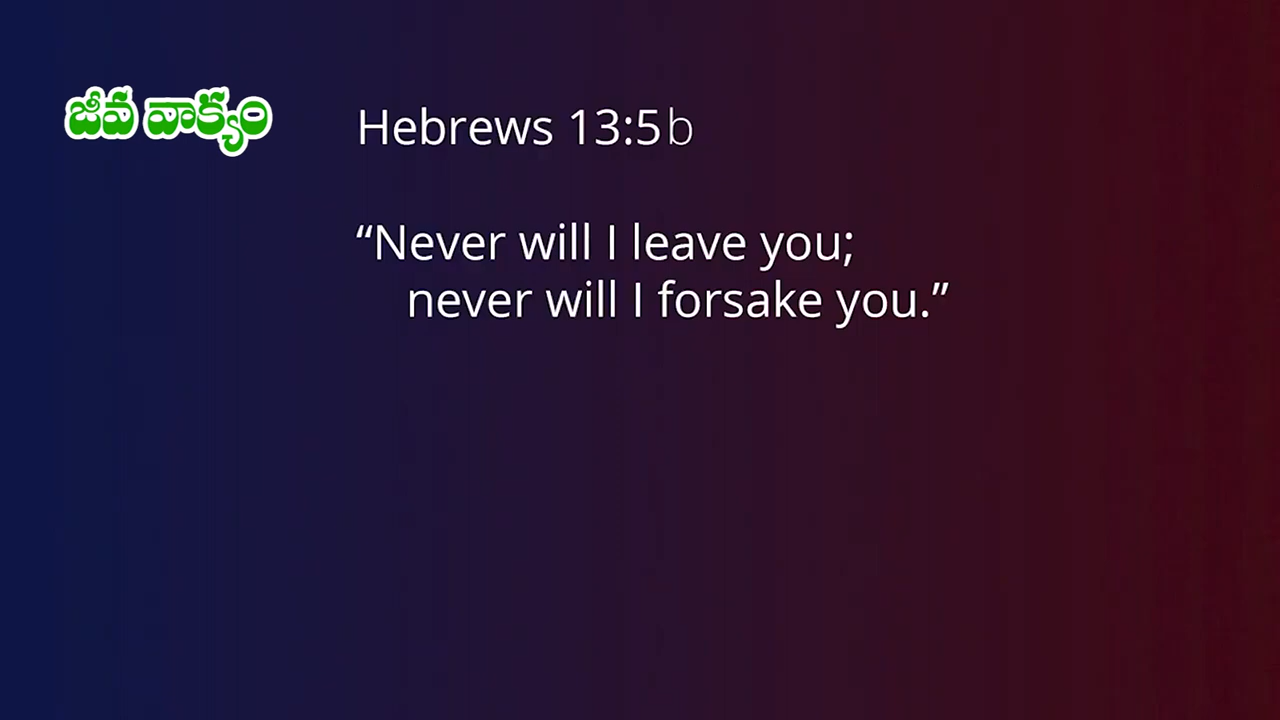 జీవ వాక్యం
Hebrews 13:5b
“Never will I leave you;
never will I forsake you.”